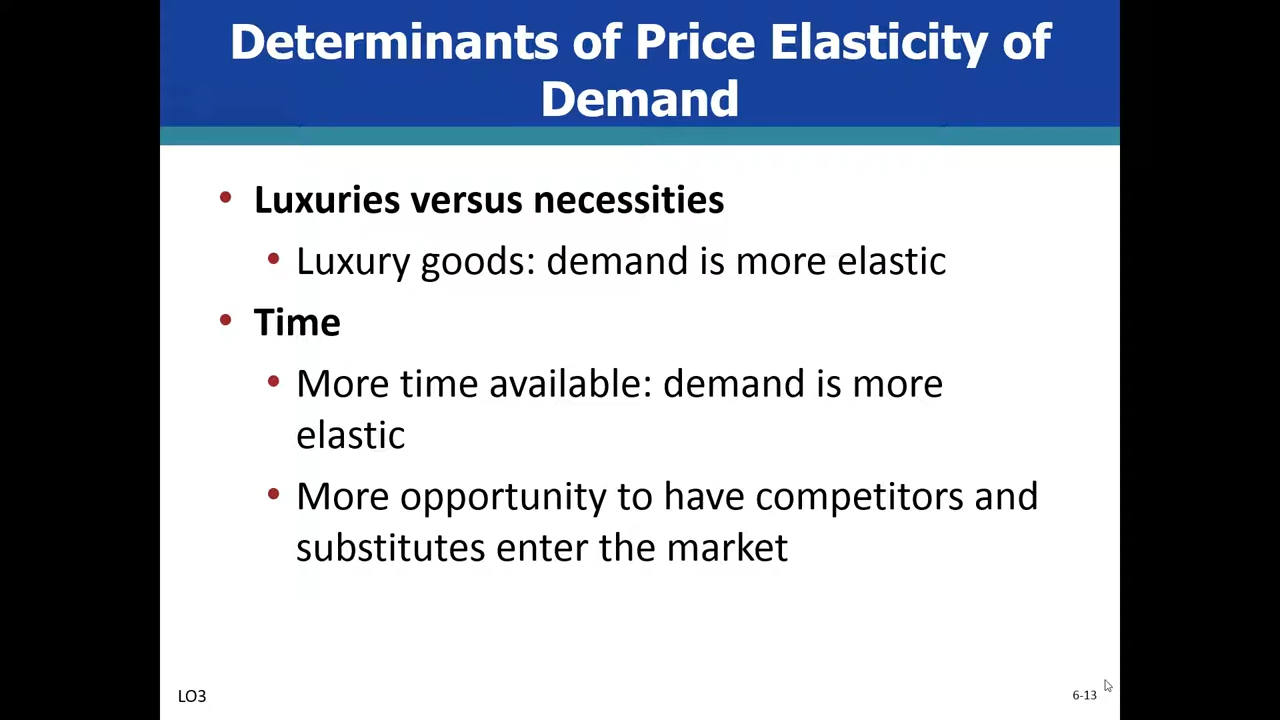 Determinants of Price Elasticity of
Demand
• Luxuries versus necessities
• Luxury goods: demand is more elastic
• Time
• More time available: demand is more
elastic
• More opportunity to have competitors and
substitutes enter the market
LO3
6-13